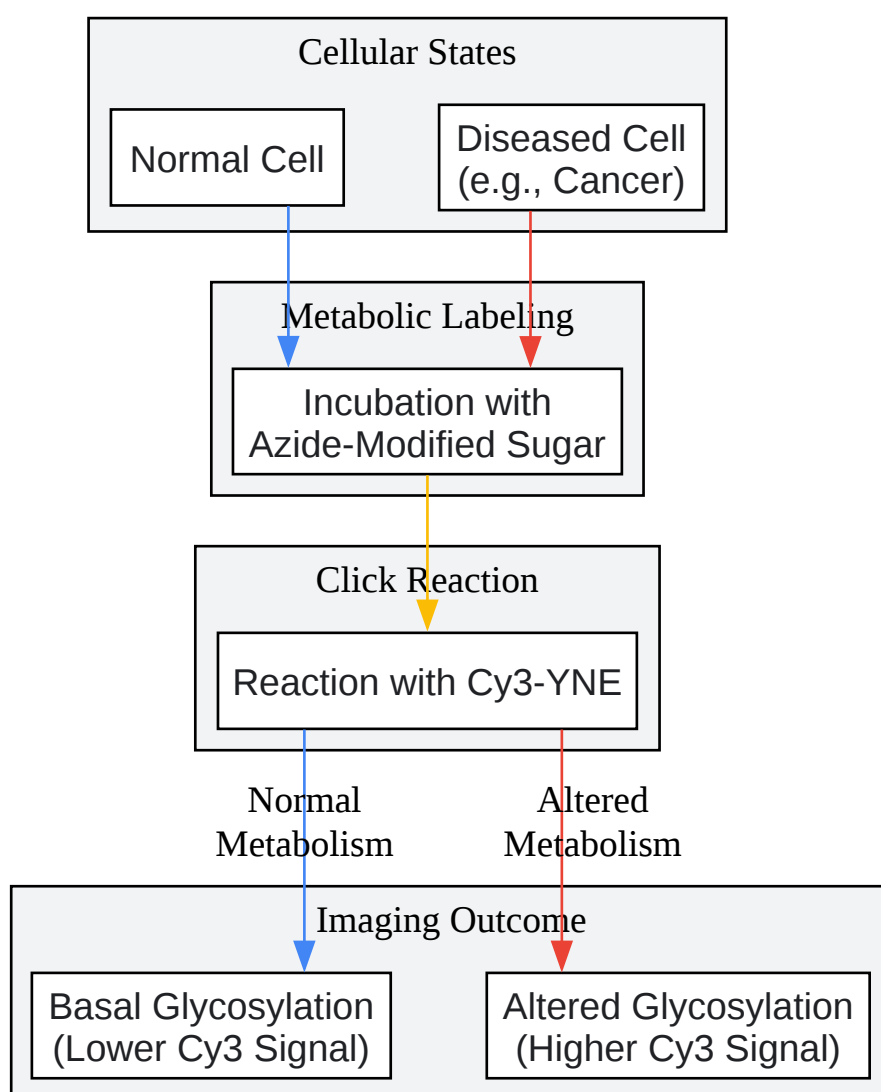 Cellular States
Normal Cell
Diseased Cell
(e.g., Cancer)
Metabolic Labeling
Incubation with
Azide-Modified Sugar
Click Reaction
Reaction with Cy3-YNE
Normal
Metabolism
Altered
Metabolism
Imaging Outcome
Basal Glycosylation
(Lower Cy3 Signal)
Altered Glycosylation
(Higher Cy3 Signal)